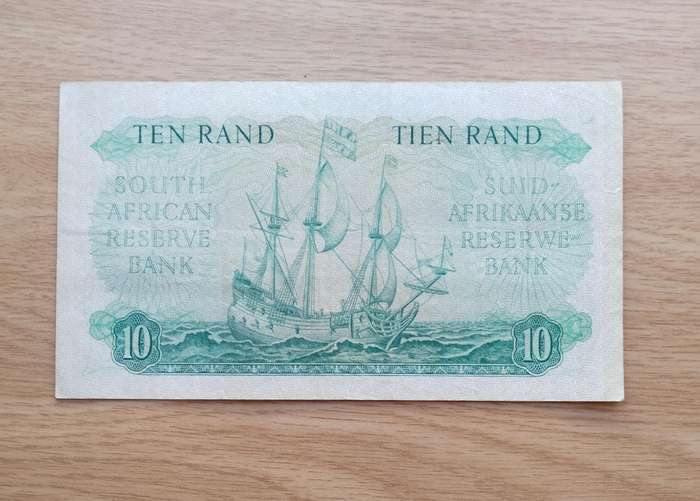 TEN RAND
TIEN RAND
SOUTH
AFRICAN
RESERVE
BANK
SUID-
AFRIKAANSE
RESERWE-
BANK
10
10